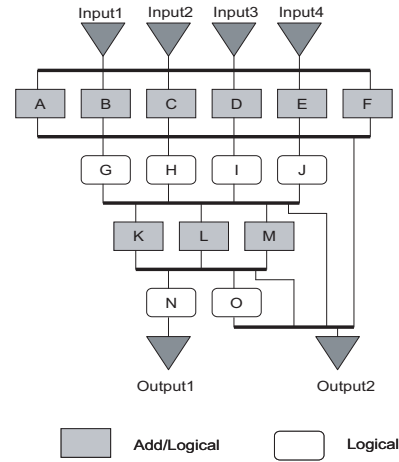 Input1 Input2 Input3 Input4
A B C D E F
G H I J
K L M
N O
Output1 Output2
Add/Logical Logical